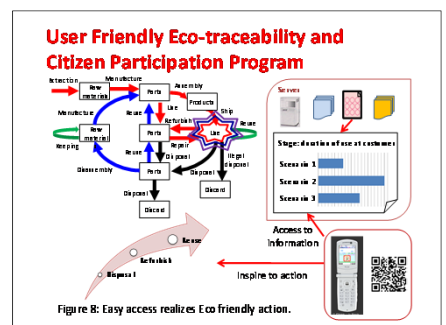 User Friendly Eco-traceability and
Citizen Participation Program
Extraction
Manufacture
Raw
material
Parts
Assembly
Products
Ship
Manufacture
Reuse
Use
Refurbish
Raw
material
Parts
Use
Reuse
Keeping
Repair
Reuse
Disposal
Illegal
disposal
Disassembly
Parts
Disposal
Disposal
Discard
Discard
Server
Stage: duration of use at customer
Scenario 1
Scenario 2
Scenario 3
Access to
information
Inspire to action
Reuse
Refurbish
Disposal
Figure 8: Easy access realizes Eco friendly action.